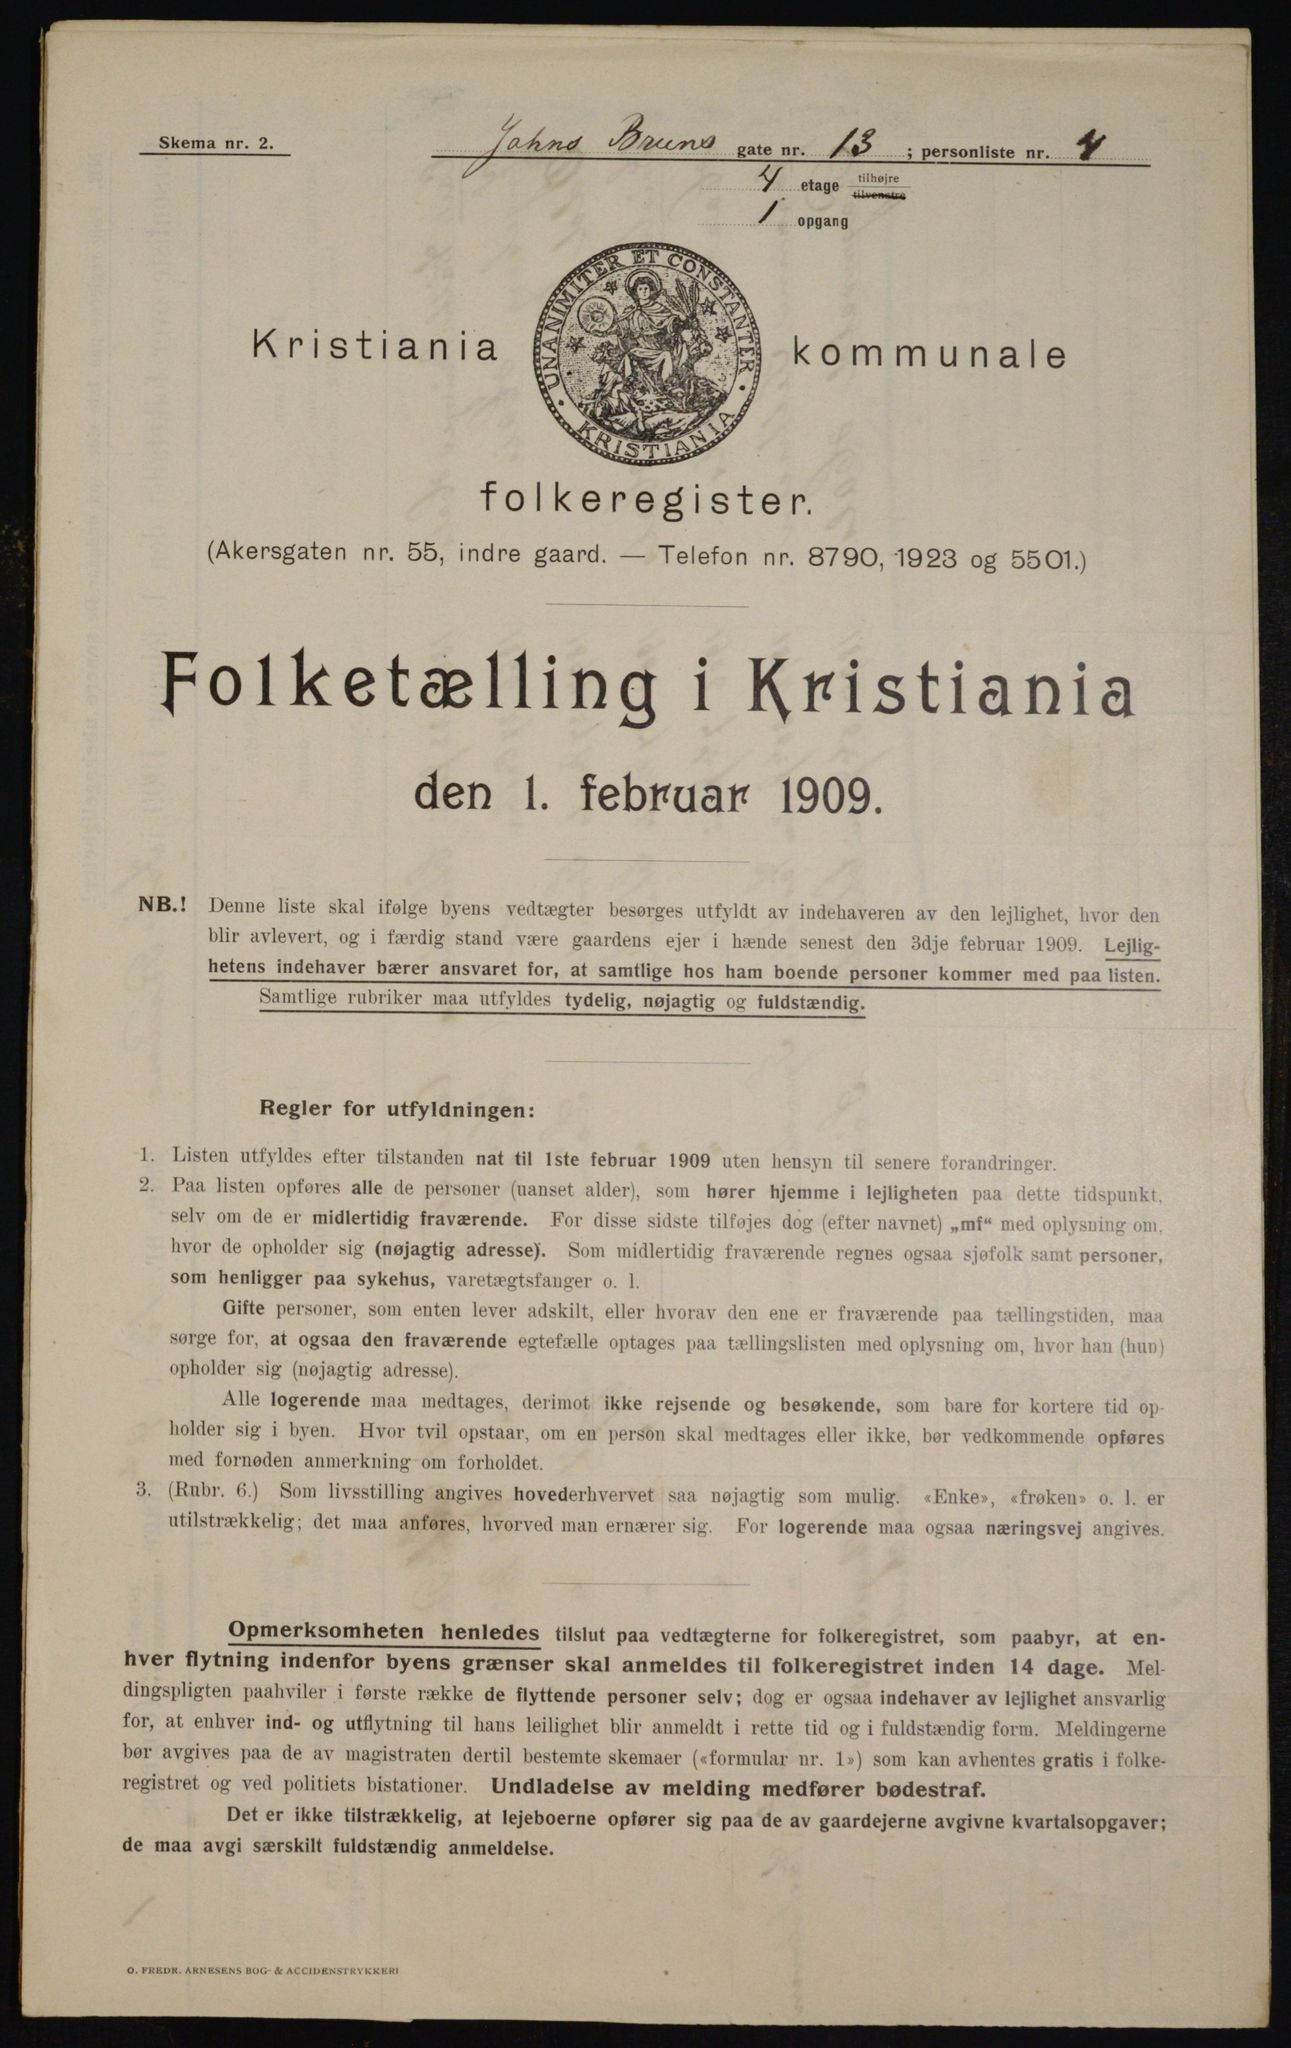 Skema nr. 2.
Johns Bruns gate nr. 13 ; personliste nr. 4
4 etage tilhøjre
tilvenstre
1 opgang
UNANIMITER ET CONSTANTER · KRISTIANIA ·
Kristiania kommunale
folkeregister.
(Akersgaten nr. 55, indre gaard. — Telefon nr. 8790, 1923 og 5501.)
Folketælling i Kristiania
den 1. februar 1909.
NB.! Denne liste skal ifølge byens vedtægter besørges utfyldt av indehaveren av den lejlighet, hvor den
blir avlevert, og i færdig stand være gaardens ejer i hænde senest den 3dje februar 1909. Lejlig-
hetens indehaver bærer ansvaret for, at samtlige hos ham boende personer kommer med paa listen.
Samtlige rubriker maa utfyldes tydelig, nøjagtig og fuldstændig.
Regler for utfyldningen:
1. Listen utfyldes efter tilstanden nat til 1ste februar 1909 uten hensyn til senere forandringer.
2. Paa listen opføres alle de personer (uanset alder), som hører hjemme i lejligheten paa dette tidspunkt,
selv om de er midlertidig fraværende. For disse sidste tilføjes dog (efter navnet) „mf“ med oplysning om,
hvor de opholder sig (nøjagtig adresse). Som midlertidig fraværende regnes ogsaa sjøfolk samt personer,
som henligger paa sykehus, varetægtsfanger o. l.
Gifte personer, som enten lever adskilt, eller hvorav den ene er fraværende paa tællingstiden, maa
sørge for, at ogsaa den fraværende egtefælle optages paa tællingslisten med oplysning om, hvor han (hun)
opholder sig (nøjagtig adresse).
Alle logerende maa medtages, derimot ikke rejsende og besøkende, som bare for kortere tid op-
holder sig i byen. Hvor tvil opstaar, om en person skal medtages eller ikke, bør vedkommende opføres
med fornøden anmerkning om forholdet.
3. (Rubr. 6.) Som livsstilling angives hovederhvervet saa nøjagtig som mulig. «Enke», «frøken» o. l. er
utilstrækkelig; det maa anføres, hvorved man ernærer sig. For logerende maa ogsaa næringsvej angives.
Opmerksomheten henledes tilslut paa vedtægterne for folkeregistret, som paabyr, at en-
hver flytning indenfor byens grænser skal anmeldes til folkeregistret inden 14 dage. Mel-
dingspligten paahviler i første række de flyttende personer selv; dog er ogsaa indehaver av lejlighet ansvarlig
for, at enhver ind- og utflytning til hans leilighet blir anmeldt i rette tid og i fuldstændig form. Meldingerne
bør avgives paa de av magistraten dertil bestemte skemaer («formular nr. 1») som kan avhentes gratis i folke-
registret og ved politiets bistationer. Undladelse av melding medfører bødestraf.
Det er ikke tilstrækkelig, at lejeboerne opfører sig paa de av gaardejerne avgivne kvartalsopgaver;
de maa avgi særskilt fuldstændig anmeldelse.
O. FREDR. ARNESENS BOG- & ACCIDENSTRYKKERI